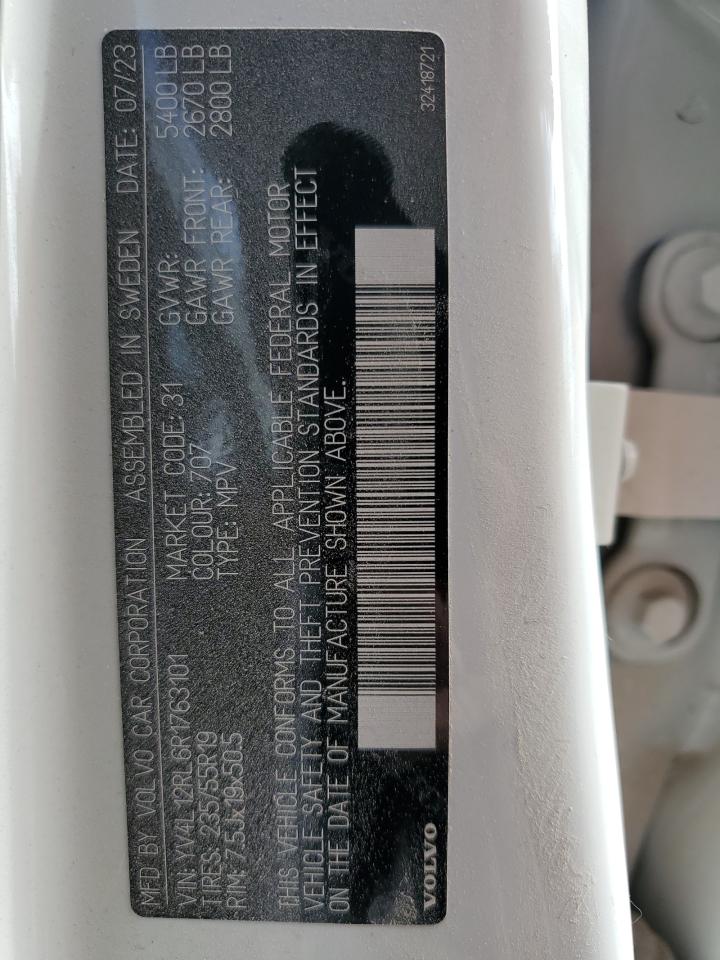 MFD BY VOLVO CAR CORPORATION ASSEMBLED IN SWEDEN DATE: 07/23
VIN: YV4L12RL6R1763101 MARKET CODE: 31 GVWR: 5400 LB
TIRES: 235/55R19 COLOUR: 707 GAWR FRONT: 2670 LB
RIM: 7.5Jx19x50.5 TYPE: MPV GAWR REAR: 2800 LB
THIS VEHICLE CONFORMS TO ALL APPLICABLE FEDERAL MOTOR
VEHICLE SAFETY AND THEFT PREVENTION STANDARDS IN EFFECT
ON THE DATE OF MANUFACTURE SHOWN ABOVE.
VOLVO 32418721